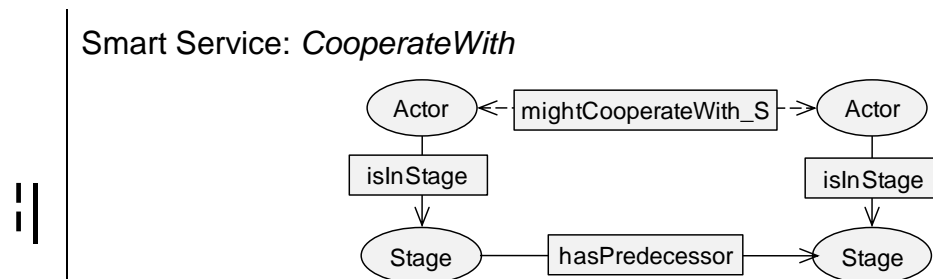 Smart Service: CooperateWith
Actor mightCooperateWith_S Actor
isInStage isInStage
Stage hasPredecessor Stage